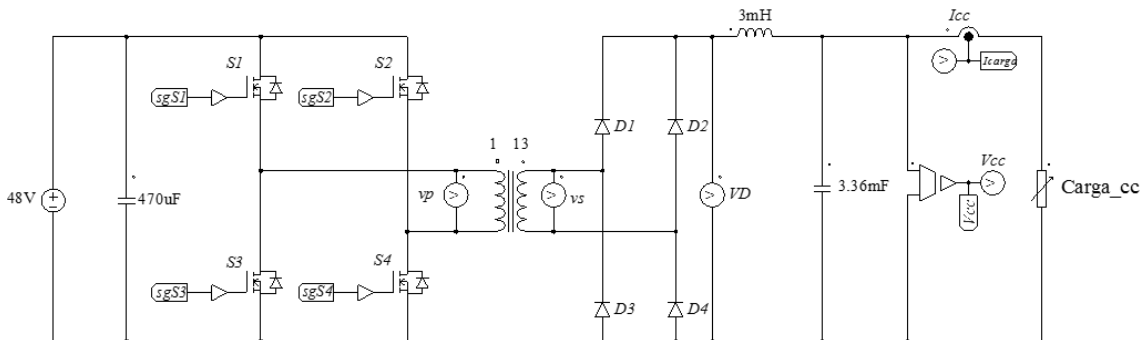 3mH
Icc
Icarga
S1
S2
sgS1
sgS2
D1
D2
1 13
48V
470uF
vp
vs
VD
3.36mF
Vcc
Vcc
Carga_cc
S3
S4
sgS3
sgS4
D3
D4